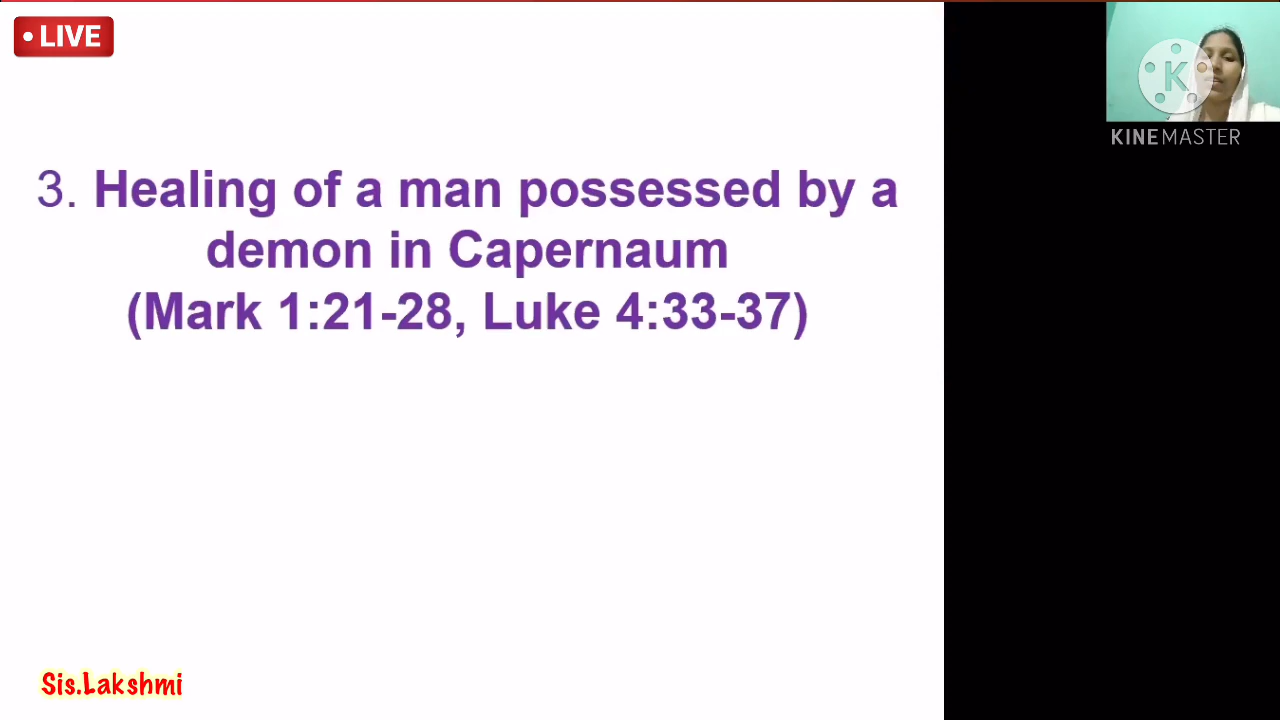 • LIVE
K
KINEMASTER
3. Healing of a man possessed by a
demon in Capernaum
(Mark 1:21-28, Luke 4:33-37)
Sis.Lakshmi